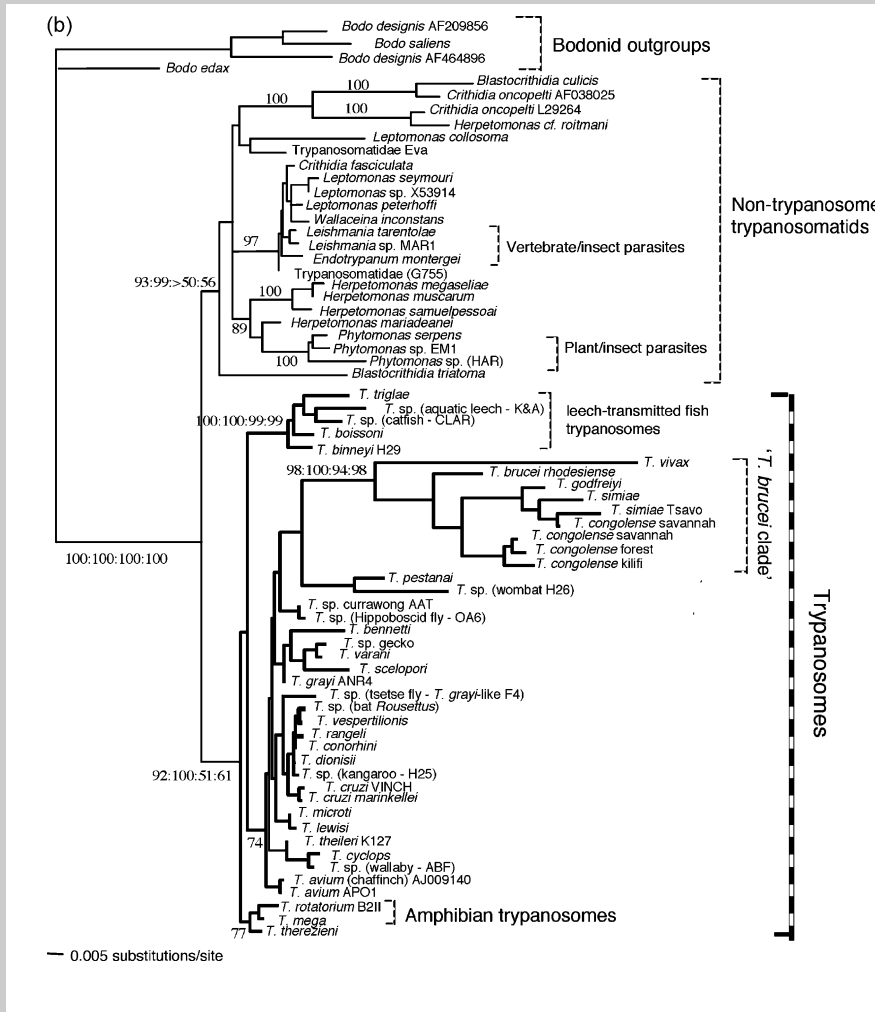 (b)
Bodo designis AF209856
Bodo saliens
Bodo designis AF464896
Bodonid outgroups
Bodo edax
100
Blastocrithidia culicis
100
Crithidia oncopelti AF038025
100
Crithidia oncopelti L29264
Herpetomonas cf. roitmani
Leptomonas collosoma
Trypanosomatidae Eva
Crithidia fasciculata
Leptomonas seymouri
Leptomonas sp. X53914
Leptomonas peterhoffi
Wallaceina inconstans
Non-trypanosome
trypanosomatids
97
Leishmania tarentolae
Leishmania sp. MAR1
Endotrypanum montergei
Vertebrate/insect parasites
Trypanosomatidae (G755)
93:99:>50:56
100
Herpetomonas megaseliae
Herpetomonas muscarum
Herpetomonas samuelpessoai
89
Herpetomonas mariadeanei
Phytomonas serpens
Phytomonas sp. EM1
100
Phytomonas sp. (HAR)
Plant/insect parasites
Blastocrithidia triatoma
T. triglae
T. sp. (aquatic leech - K&A)
100:100:99:99
T. sp. (catfish - CLAR)
T. boissoni
T. binneyi H29
leech-transmitted fish
trypanosomes
98:100:94:98
T. vivax
T. brucei rhodesiense
T. godfreyi
T. simiae
T. simiae Tsavo
T. congolense savannah
T. congolense savannah
T. congolense forest
T. congolense kilifi
'T. brucei clade'
100:100:100:100
T. pestanai
T. sp. (wombat H26)
T. sp. currawong AAT
T. sp. (Hippoboscid fly - OA6)
T. bennetti
T. sp. gecko
T. varani
T. scelopori
T. grayi ANR4
Trypanosomes
T. sp. (tsetse fly - T. grayi-like F4)
T. sp. (bat Rousettus)
T. vespertilionis
T. rangeli
T. conorhini
T. dionisii
92:100:51:61
T. sp. (kangaroo - H25)
T. cruzi VINCH
T. cruzi marinkellei
T. microti
T. lewisi
74
T. theileri K127
T. cyclops
T. sp. (wallaby - ABF)
T. avium (chaffinch) AJ009140
T. avium APO1
T. rotatorium B2II
T. mega
77
T. therezieni
Amphibian trypanosomes
0.005 substitutions/site